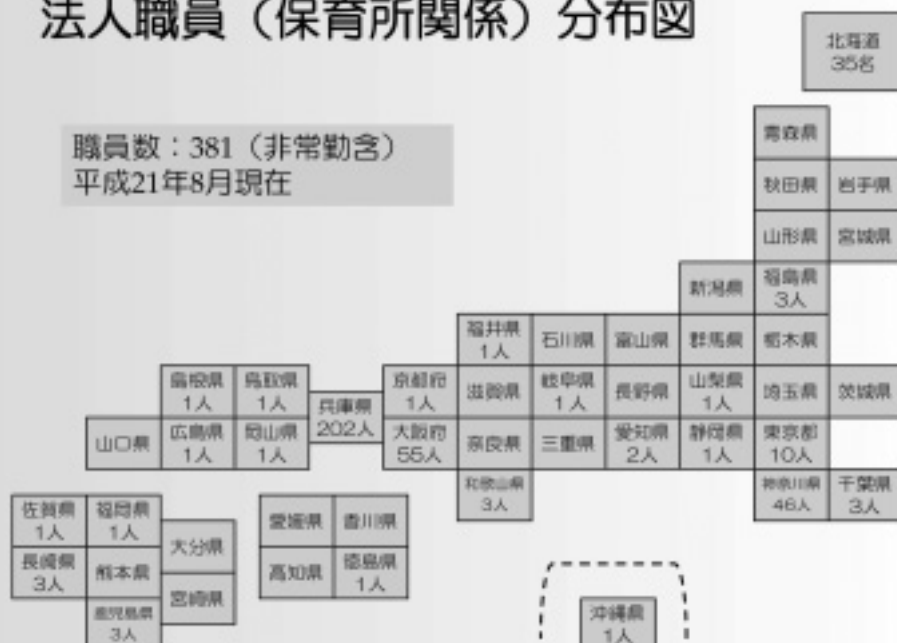 法人職員（保育所関係）分布図
北海道
35名
職員数：381（非常勤含）
平成21年8月現在
青森県
秋田県
岩手県
山形県
宮城県
新潟県
福島県
3人
福井県
1人
石川県
富山県
群馬県
栃木県
島根県
1人
鳥取県
1人
兵庫県
202人
京都府
1人
滋賀県
岐阜県
1人
長野県
山梨県
1人
埼玉県
茨城県
山口県
広島県
1人
岡山県
1人
大阪府
55人
奈良県
三重県
愛知県
2人
静岡県
1人
東京都
10人
和歌山県
3人
神奈川県
46人
千葉県
3人
佐賀県
1人
福岡県
1人
大分県
愛媛県
香川県
長崎県
3人
熊本県
宮崎県
高知県
徳島県
1人
鹿児島県
3人
沖縄県
1人